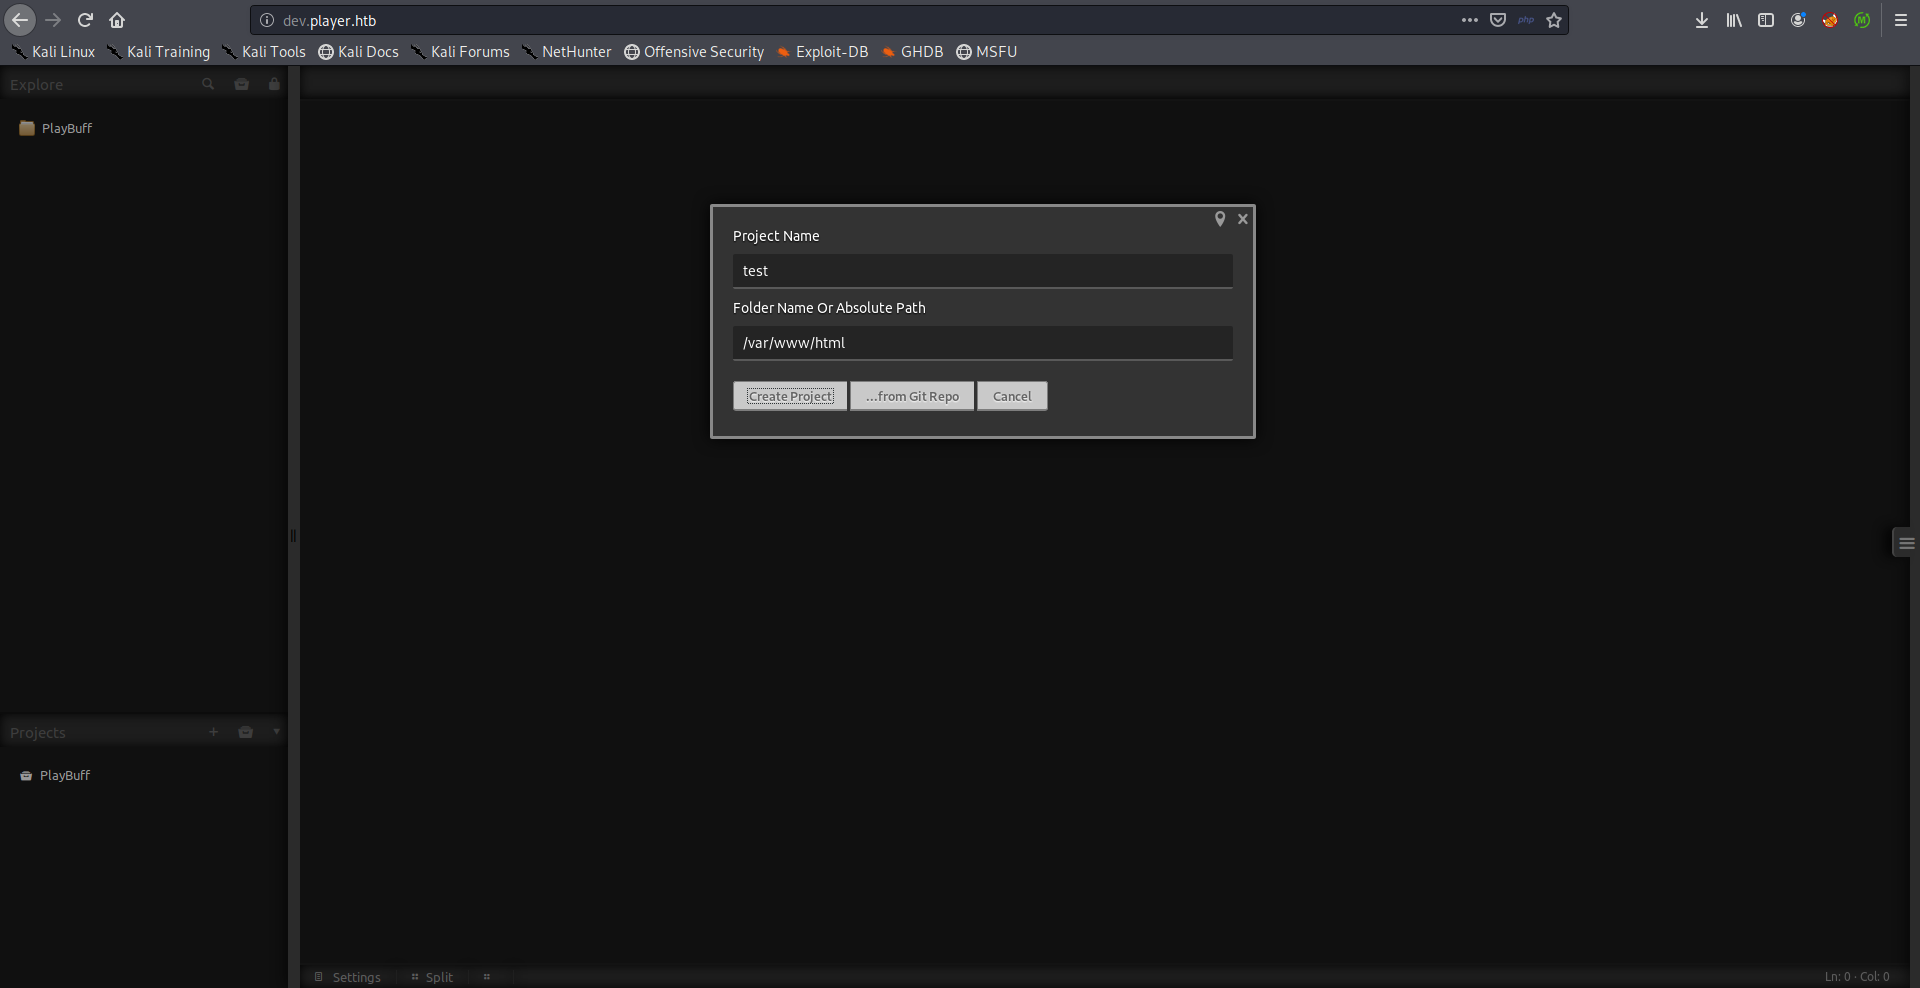 dev.player.htb php
Kali Linux Kali Training Kali Tools Kali Docs Kali Forums NetHunter Offensive Security Exploit-DB GHDB MSFU
Explore
PlayBuff
Project Name
test
Folder Name Or Absolute Path
/var/www/html
Create Project ...from Git Repo Cancel
Projects
PlayBuff
Settings Split Ln: 0 · Col: 0